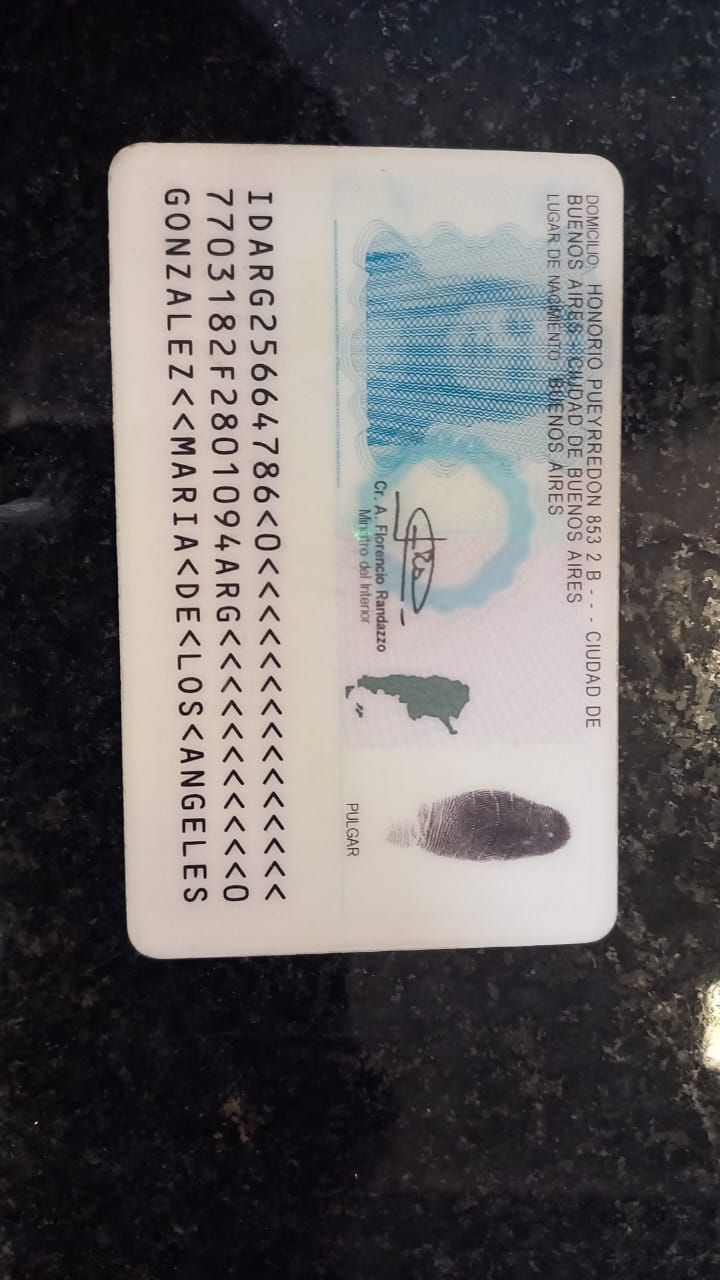 DOMICILIO: HONORIO PUEYRREDON 853 2 B - - - CIUDAD DE
BUENOS AIRES - CIUDAD DE BUENOS AIRES
LUGAR DE NACIMIENTO: BUENOS AIRES
Cr. A. Florencio Randazzo
Ministro del Interior
PULGAR
IDARG25664786<0<<<<<<<<<<<<<<<
7703182F2801094ARG<<<<<<<<<<<0
GONZALEZ<<MARIA<DE<LOS<ANGELES